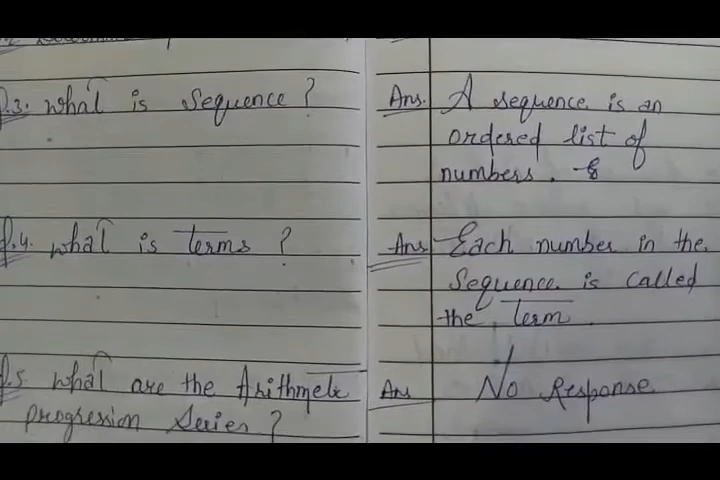 Q.3. What is Sequence ?
Ans. A sequence is an
ordered list of
numbers.
Q.4. What is terms ?
Ans Each number in the
Sequence is called
the term.
Q.5 What are the Arithmetic
progression Series ?
Ans No Response